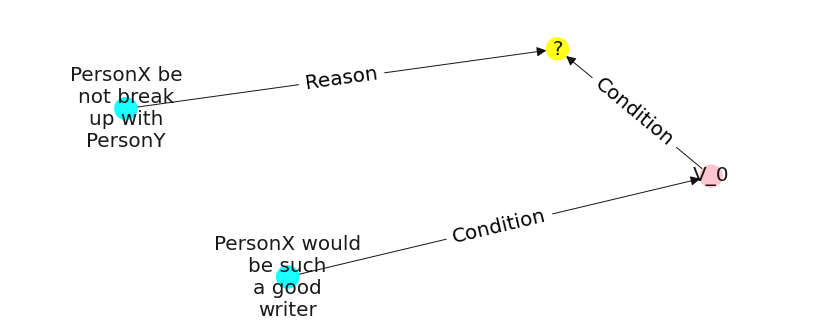 PersonX be
not break
up with
PersonY
Reason
?
Condition
V_0
Condition
PersonX would
be such
a good
writer